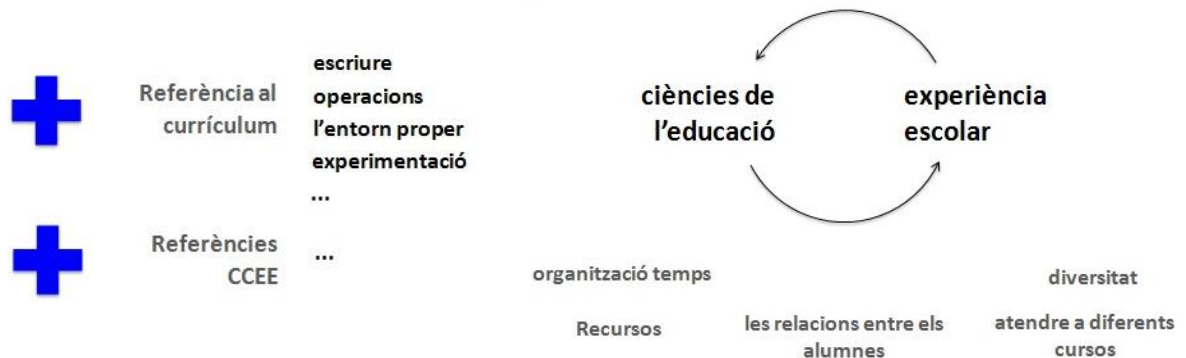 Referència al
currículum
escriure
operacions
l'entorn proper
experimentació
...
Referències
CCEE
...
ciències de
l'educació
experiència
escolar
organització temps
diversitat
Recursos
les relacions entre els
alumnes
atendre a diferents
cursos